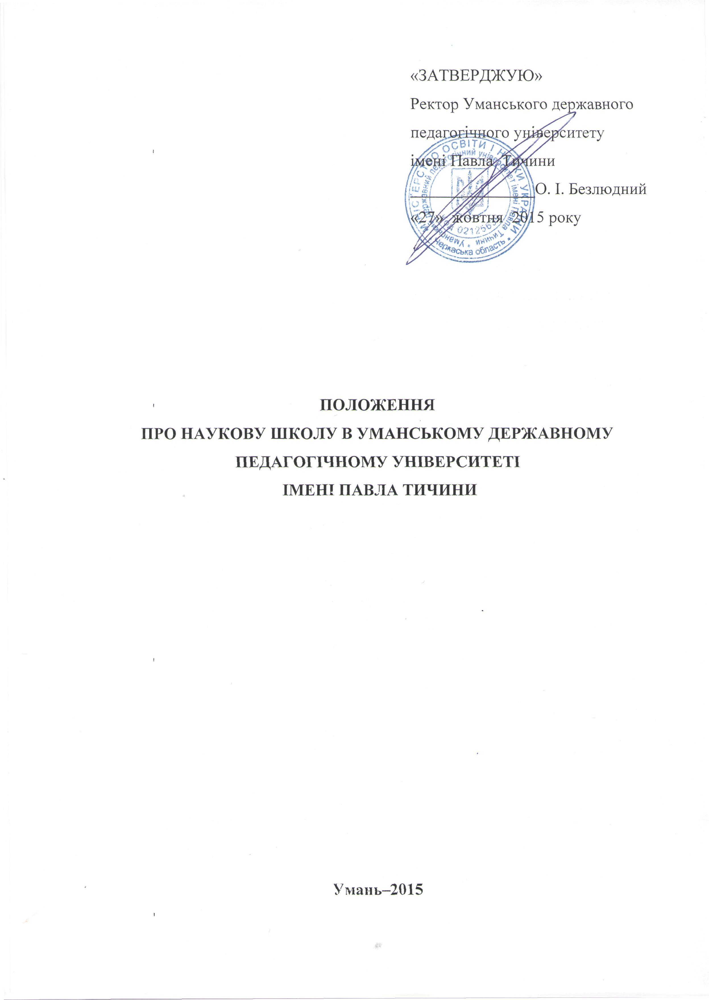 «ЗАТВЕРДЖУЮ»
Ректор Уманського державного
педагогічного університету
імені Павла Тичини
О. І. Безлюдний
«27» жовтня 2015 року
МІНІСТЕРСТВО ОСВІТИ І НАУКИ УКРАЇНИ
* Черкаська область *
Уманський державний педагогічний університет імені Павла Тичини *
ПОЛОЖЕННЯ
ПРО НАУКОВУ ШКОЛУ В УМАНСЬКОМУ ДЕРЖАВНОМУ
ПЕДАГОГІЧНОМУ УНІВЕРСИТЕТІ
ІМЕНІ ПАВЛА ТИЧИНИ
Умань–2015